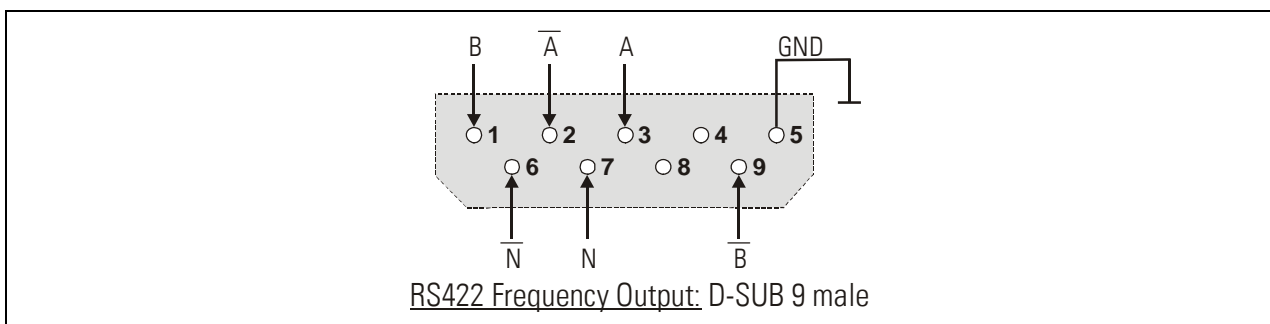 B A̅ A GND
1 2 3 4 5
6 7 8 9
N̅ N B̅
RS422 Frequency Output: D-SUB 9 male